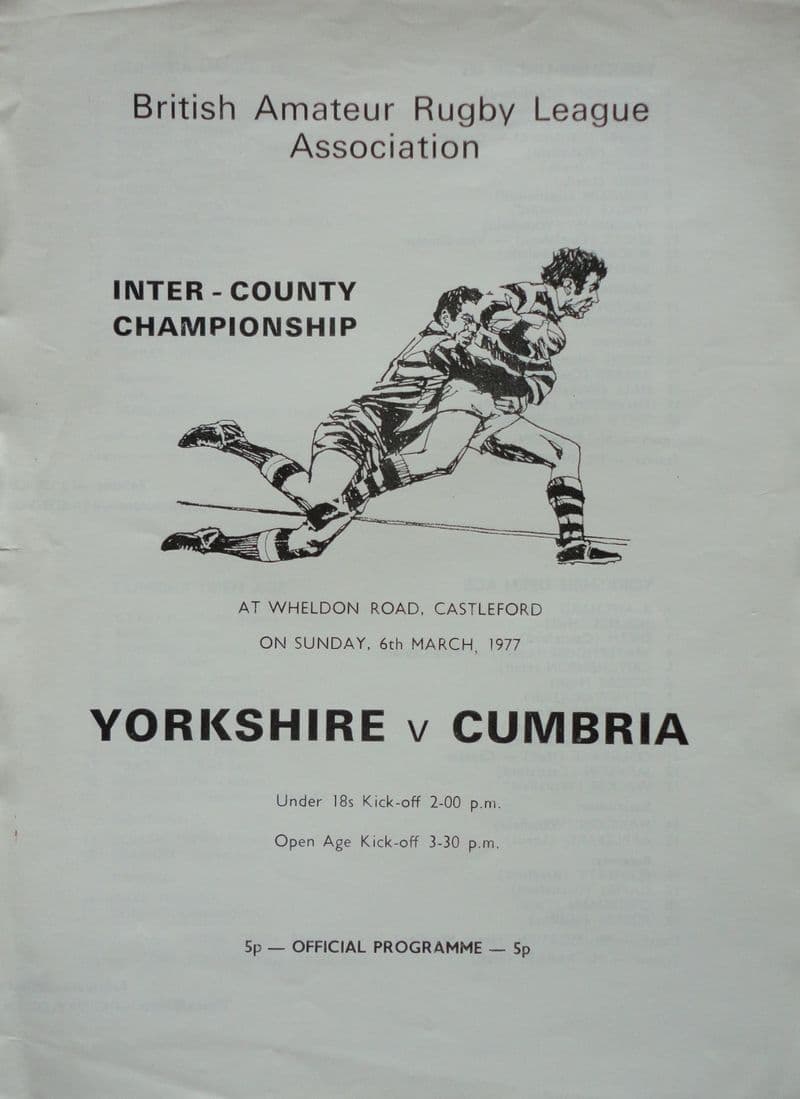 British Amateur Rugby League
Association
INTER - COUNTY
CHAMPIONSHIP
AT WHELDON ROAD, CASTLEFORD
ON SUNDAY, 6th MARCH, 1977
YORKSHIRE v CUMBRIA
Under 18s Kick-off 2-00 p.m.
Open Age Kick-off 3-30 p.m.
5p — OFFICIAL PROGRAMME — 5p